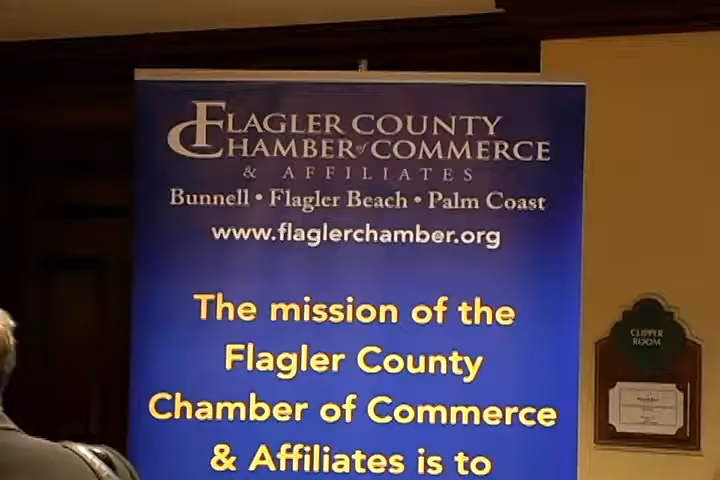 FLAGLER COUNTY
CHAMBER of COMMERCE
& AFFILIATES
Bunnell • Flagler Beach • Palm Coast
www.flaglerchamber.org
The mission of the
Flagler County
Chamber of Commerce
& Affiliates is to
CLIPPER
ROOM